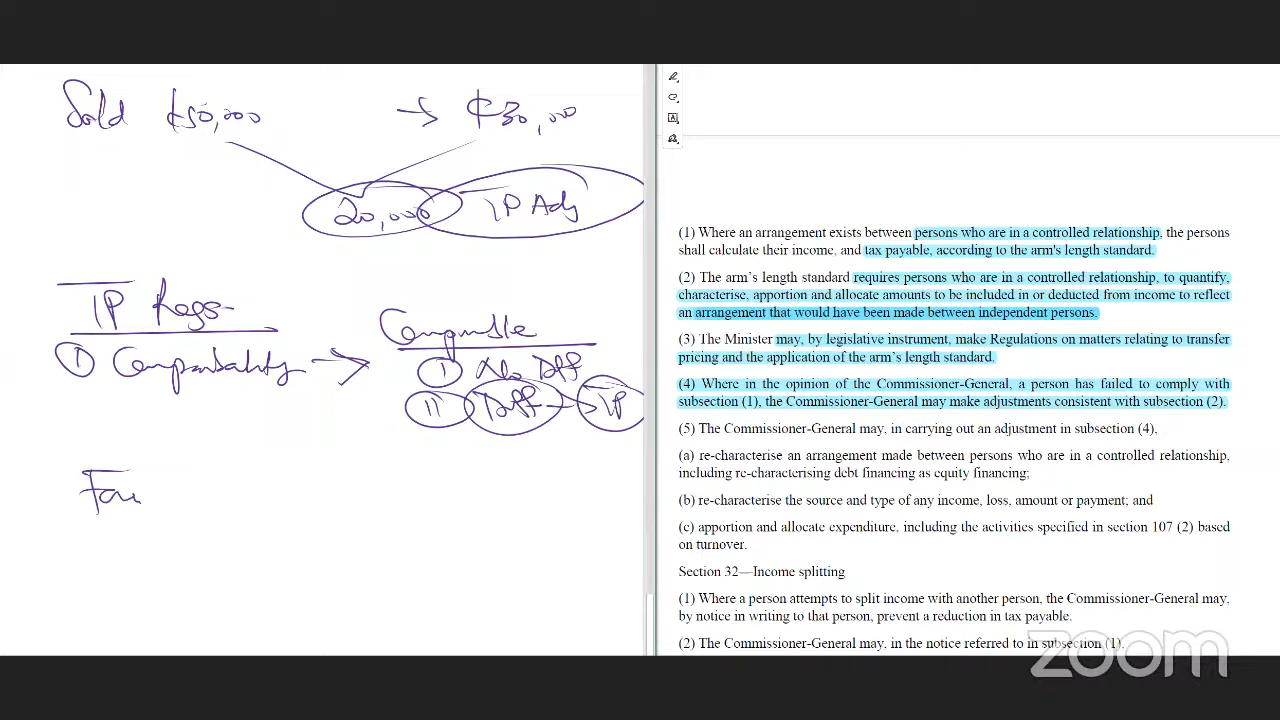 Sold ₵50,000 → ₵30,000
20,000 TP Adj
TP Regs-
① Comparability → Comparable
① No Diff
② Diff → TP
(1) Where an arrangement exists between persons who are in a controlled relationship, the persons
shall calculate their income, and tax payable, according to the arm's length standard.
(2) The arm’s length standard requires persons who are in a controlled relationship, to quantify,
characterise, apportion and allocate amounts to be included in or deducted from income to reflect
an arrangement that would have been made between independent persons.
(3) The Minister may, by legislative instrument, make Regulations on matters relating to transfer
pricing and the application of the arm’s length standard.
(4) Where in the opinion of the Commissioner-General, a person has failed to comply with
subsection (1), the Commissioner-General may make adjustments consistent with subsection (2).
(5) The Commissioner-General may, in carrying out an adjustment in subsection (4),
(a) re-characterise an arrangement made between persons who are in a controlled relationship,
including re-characterising debt financing as equity financing;
(b) re-characterise the source and type of any income, loss, amount or payment; and
(c) apportion and allocate expenditure, including the activities specified in section 107 (2) based
on turnover.
Section 32—Income splitting
(1) Where a person attempts to split income with another person, the Commissioner-General may,
by notice in writing to that person, prevent a reduction in tax payable.
(2) The Commissioner-General may, in the notice referred to in subsection (1),
zoom